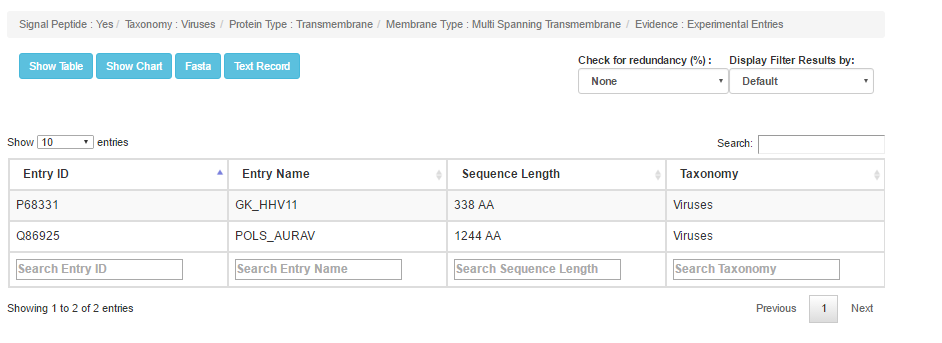 Signal Peptide : Yes / Taxonomy : Viruses / Protein Type : Transmembrane / Membrane Type : Multi Spanning Transmembrane / Evidence : Experimental Entries
Show Table Show Chart Fasta Text Record
Check for redundancy (%) : Display Filter Results by:
None Default
Show 10 entries Search:
Entry ID Entry Name Sequence Length Taxonomy
P68331 GK_HHV11 338 AA Viruses
Q86925 POLS_AURAV 1244 AA Viruses
Search Entry ID Search Entry Name Search Sequence Length Search Taxonomy
Showing 1 to 2 of 2 entries Previous 1 Next